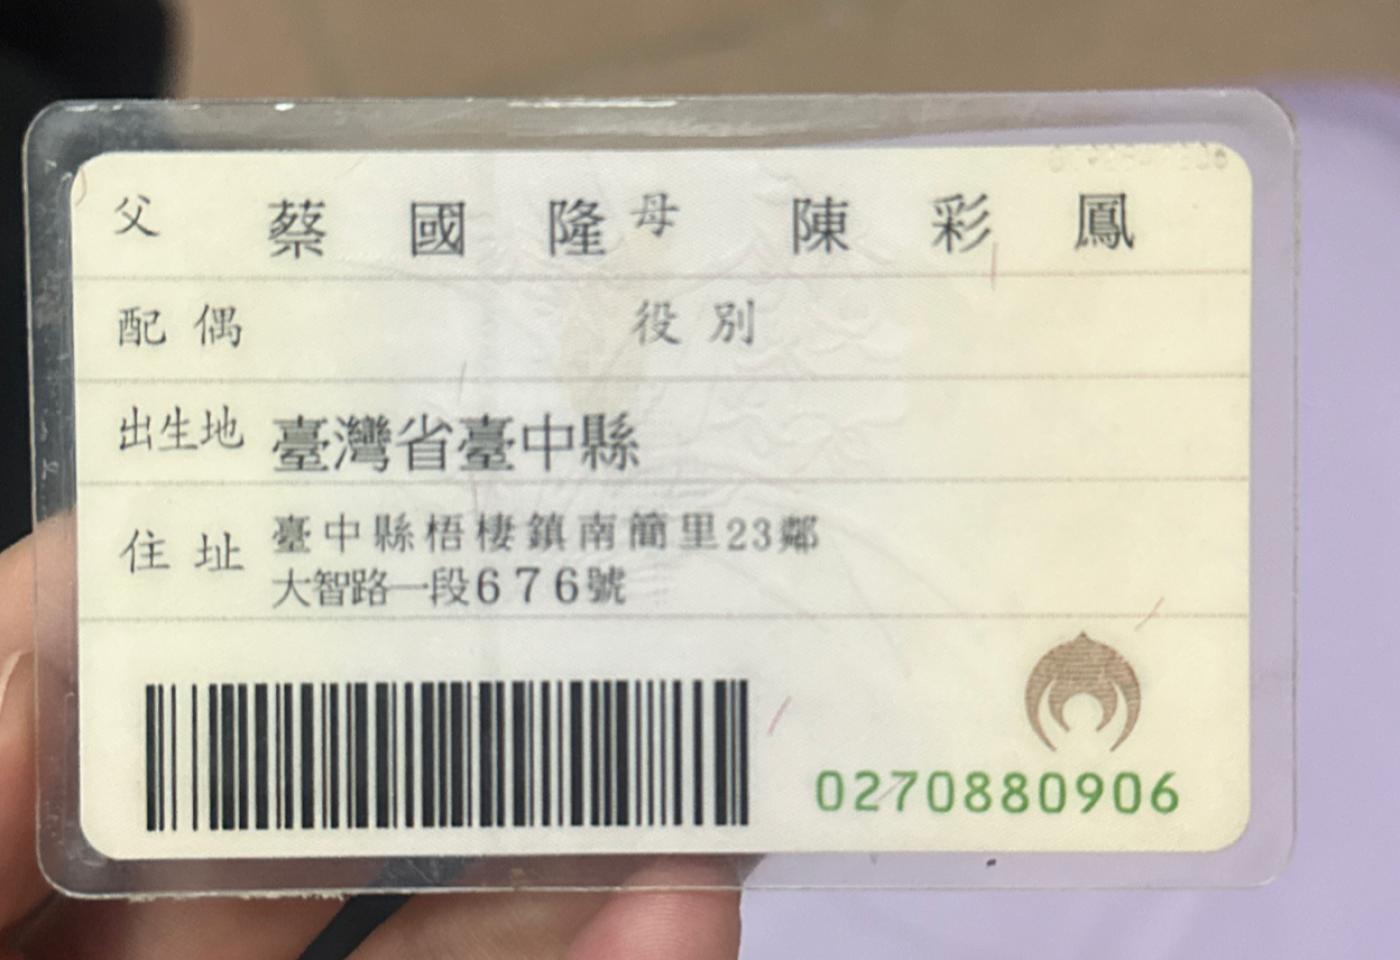 父 蔡國隆 母 陳彩鳳
配偶 役別
出生地 臺灣省臺中縣
住址 臺中縣梧棲鎮南簡里23鄰
大智路一段676號
0270880906